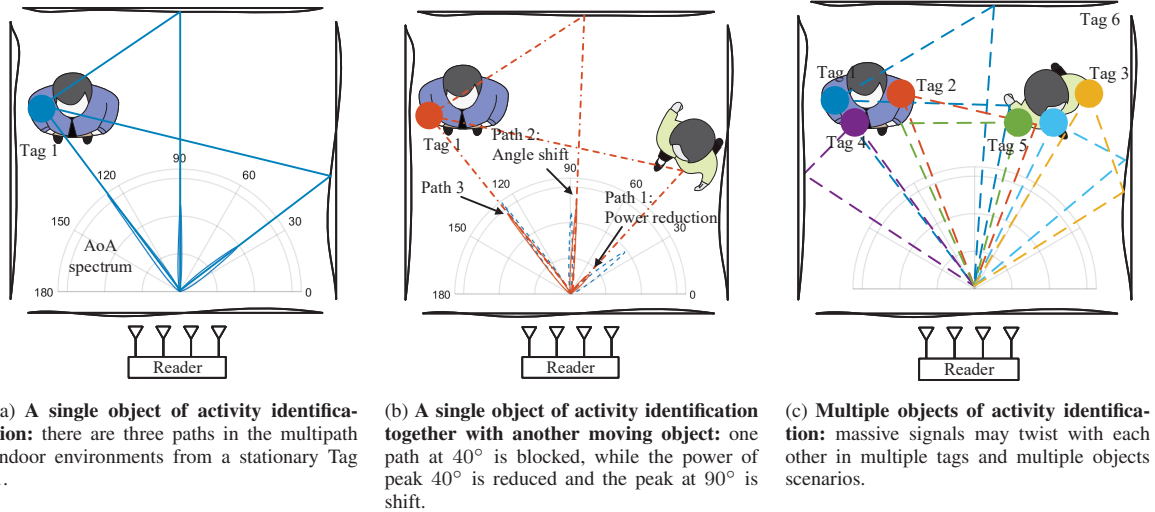 Tag 1
90
120
60
150
30
AoA
spectrum
180
0
Reader
Tag 1
Path 2:
Angle shift
90
120
60
Path 3
Path 1:
Power reduction
150
30
180
0
Reader
Tag 6
Tag 1
Tag 2
Tag 3
Tag 4
Tag 5
Reader
a) A single object of activity identifica-
ion: there are three paths in the multipath
ndoor environments from a stationary Tag
..
(b) A single object of activity identification
together with another moving object: one
path at 40° is blocked, while the power of
peak 40° is reduced and the peak at 90° is
shift.
(c) Multiple objects of activity identifica-
tion: massive signals may twist with each
other in multiple tags and multiple objects
scenarios.